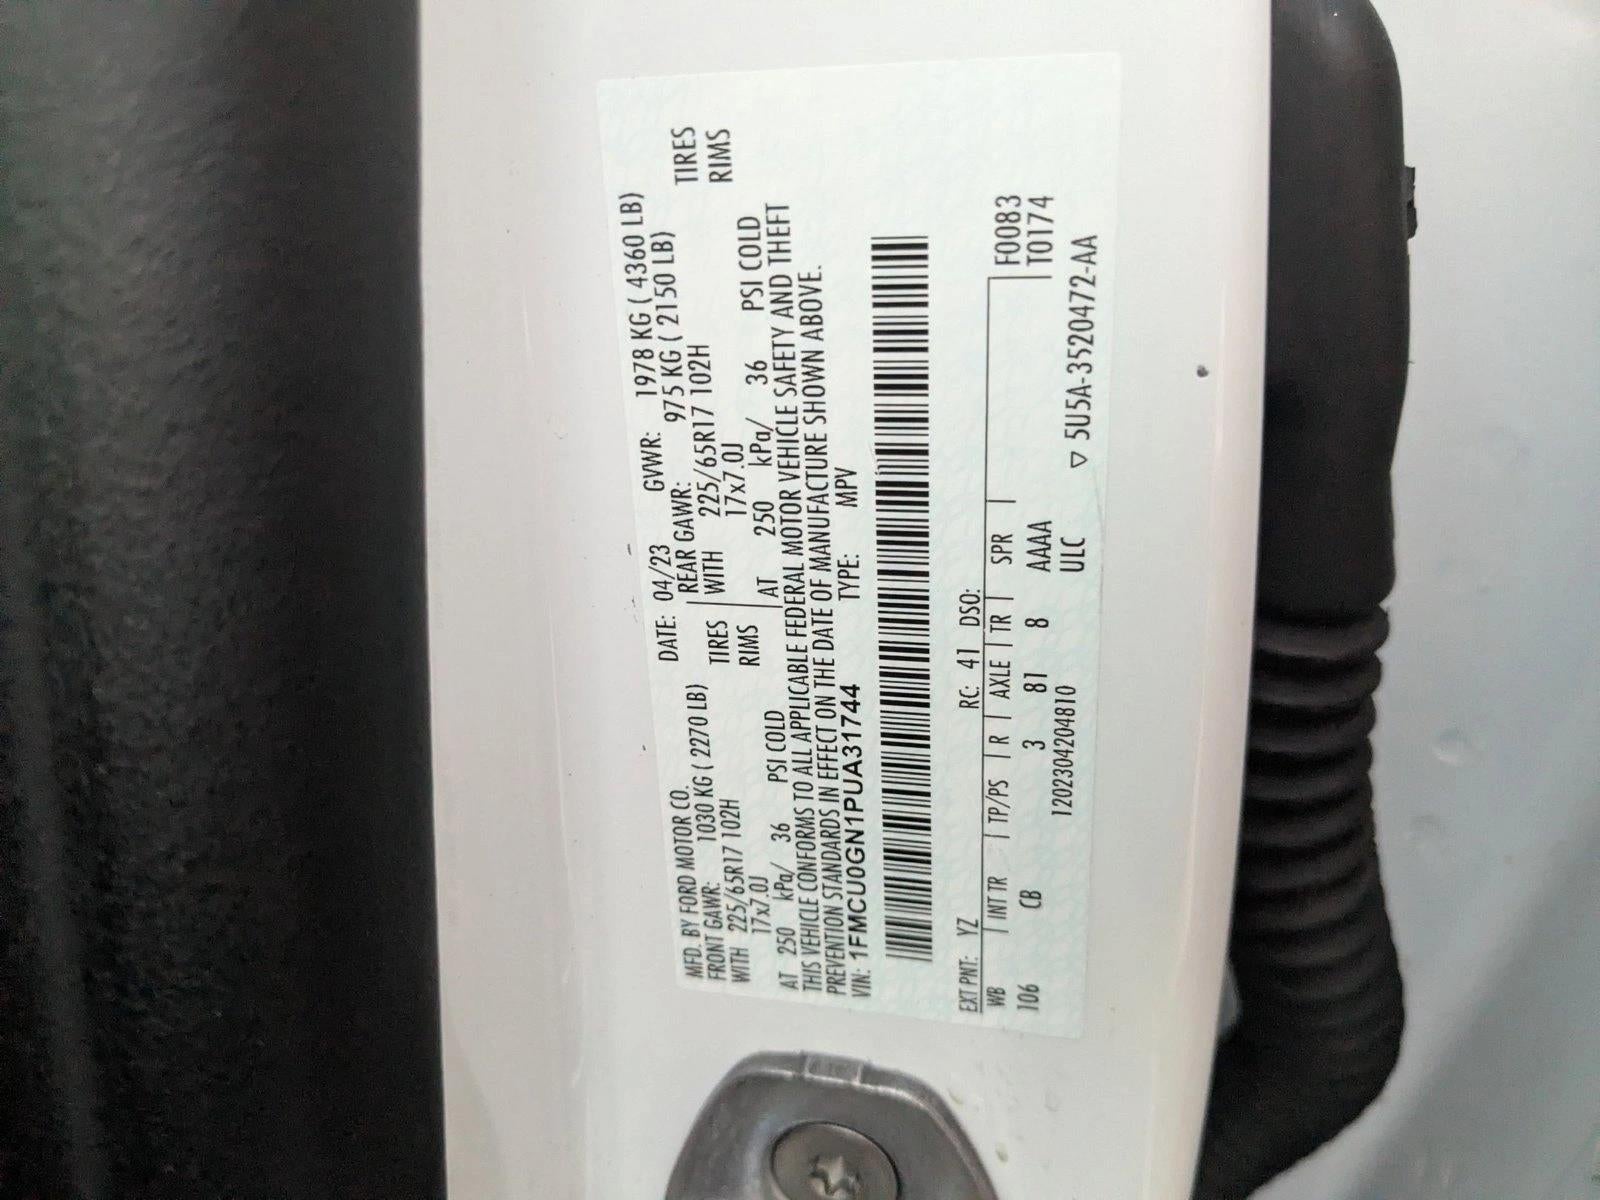 MFD. BY FORD MOTOR CO. DATE: 04/23 GVWR: 1978 KG ( 4360 LB)
FRONT GAWR: 1030 KG ( 2270 LB) REAR GAWR: 975 KG ( 2150 LB)
WITH 225/65R17 102H TIRES WITH 225/65R17 102H TIRES
17x7.0J RIMS 17x7.0J RIMS
AT 250 kPa/ 36 PSI COLD AT 250 kPa/ 36 PSI COLD
THIS VEHICLE CONFORMS TO ALL APPLICABLE FEDERAL MOTOR VEHICLE SAFETY AND THEFT
PREVENTION STANDARDS IN EFFECT ON THE DATE OF MANUFACTURE SHOWN ABOVE.
VIN: 1FMCU0GN1PUA31744 TYPE: MPV
EXT PNT: YZ RC: 41 DSO:
WB INT TR TP/PS R AXLE TR SPR F0083
106 CB 3 81 8 AAAA T0174
1202304204810 ULC
▽ 5U5A-3520472-AA